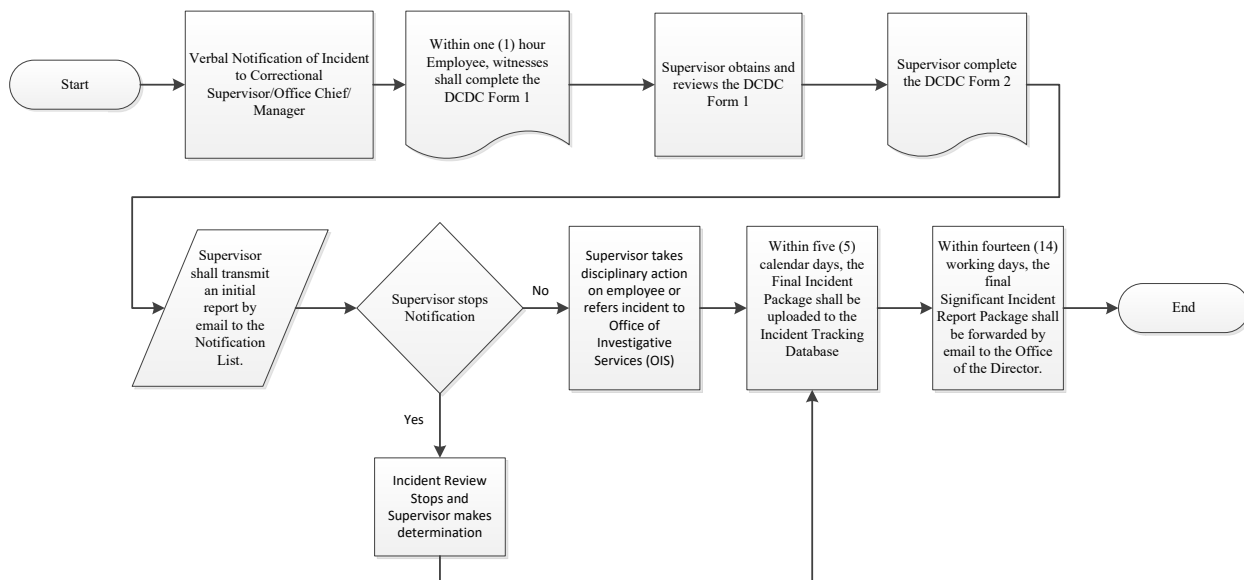 Start
Verbal Notification of Incident
to Correctional
Supervisor/Office Chief/
Manager
Within one (1) hour
Employee, witnesses
shall complete the
DCDC Form 1
Supervisor obtains and
reviews the DCDC
Form 1
Supervisor complete
the DCDC Form 2
Supervisor
shall transmit
an initial
report by
email to the
Notification
List.
Supervisor stops
Notification
No
Supervisor takes
disciplinary action
on employee or
refers incident to
Office of
Investigative
Services (OIS)
Within five (5)
calendar days, the
Final Incident
Package shall be
uploaded to the
Incident Tracking
Database
Within fourteen (14)
working days, the
final
Significant Incident
Report Package shall
be forwarded by
email to the Office
of the Director.
End
Yes
Incident Review
Stops and
Supervisor makes
determination